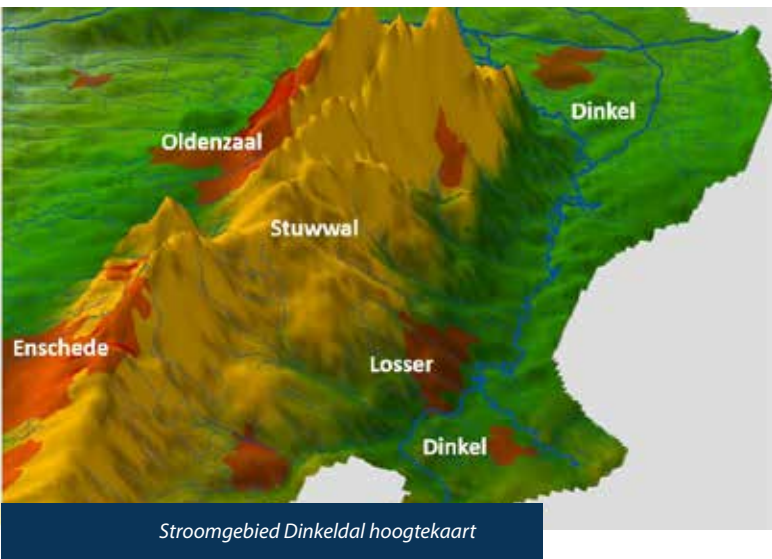 Dinkel
Oldenzaal
Stuwwal
Enschede
Losser
Dinkel
Stroomgebied Dinkeldal hoogtekaart